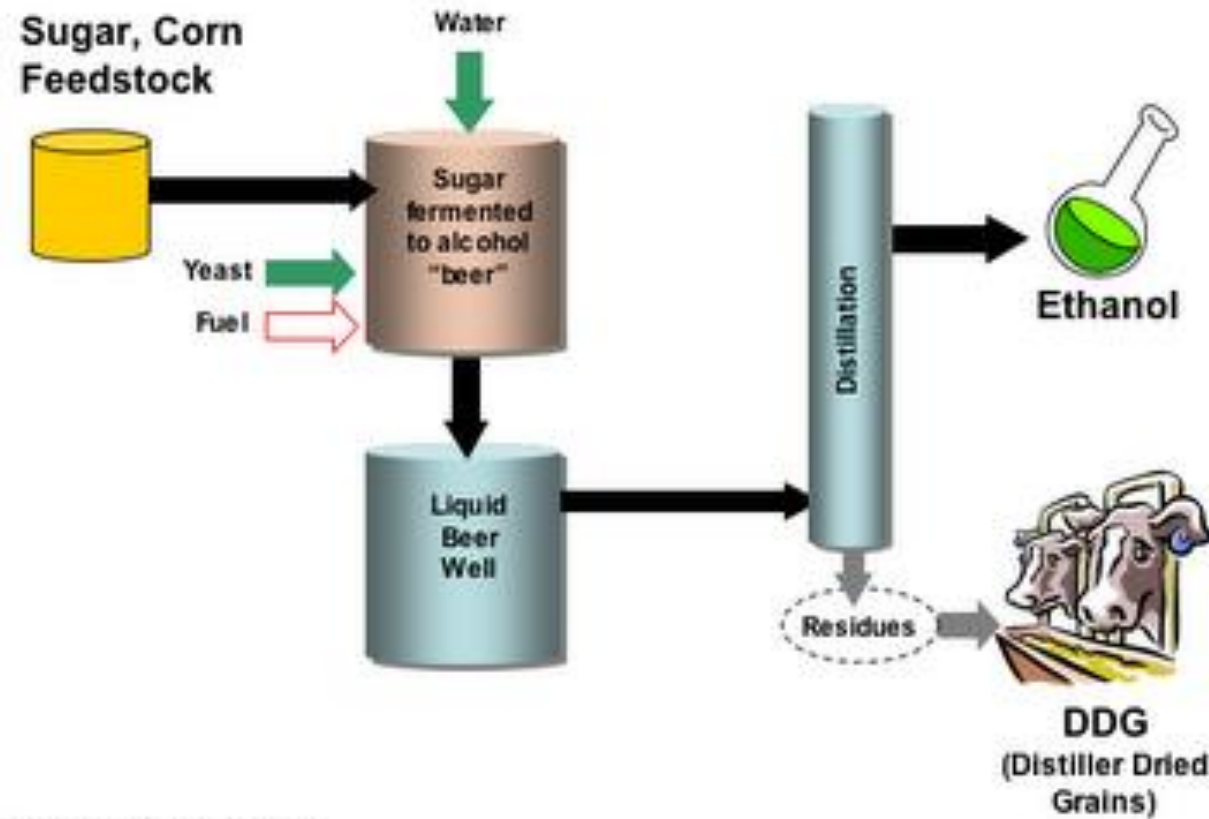 Sugar, Corn
Feedstock
Water
Sugar
fermented
to alcohol
"beer"
Yeast
Fuel
Distillation
Ethanol
Liquid
Beer
Well
Residues
DDG
(Distiller Dried
Grains)